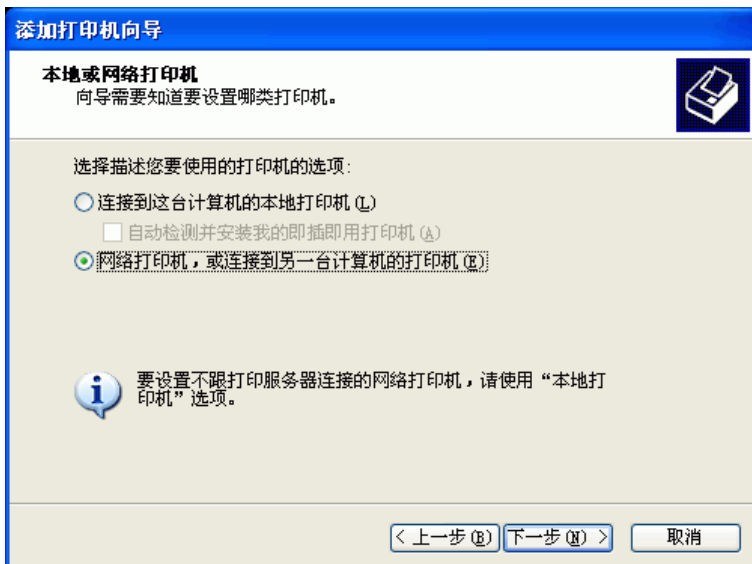 添加打印机向导
本地或网络打印机
向导需要知道要设置哪类打印机。
选择描述您要使用的打印机的选项:
连接到这台计算机的本地打印机(L)
自动检测并安装我的即插即用打印机(A)
网络打印机,或连接到另一台计算机的打印机(E)
要设置不跟打印服务器连接的网络打印机,请使用“本地打
印机”选项。
< 上一步(B) 下一步(N) > 取消